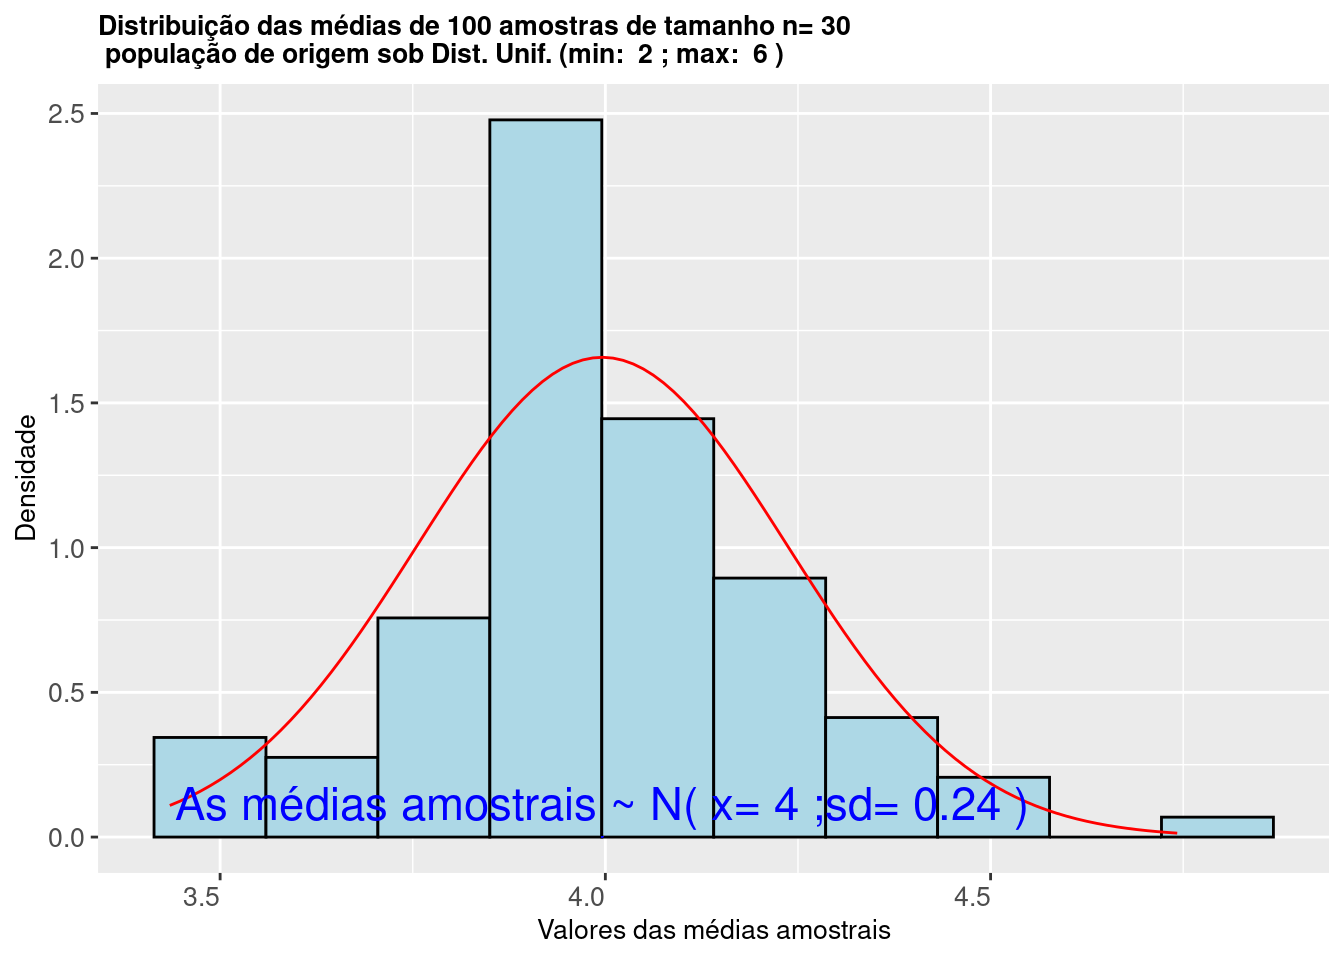 Distribuição das médias de 100 amostras de tamanho n= 30
população de origem sob Dist. Unif. (min:  2 ; max:  6 )
2.5
2.0
1.5
1.0
0.5
0.0
Densidade
As médias amostrais ~ N( x= 4 ;sd= 0.24 )
3.5 4.0 4.5
Valores das médias amostrais